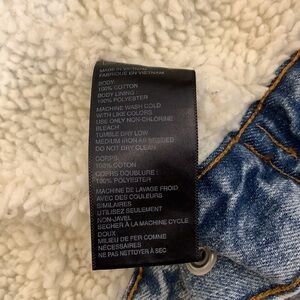 MADE IN VIETNAM
FABRIQUÉ EN VIETNAM
BODY:
100% COTTON
BODY LINING:
100% POLYESTER
MACHINE WASH COLD
WITH LIKE COLORS
USE ONLY NON-CHLORINE
BLEACH
TUMBLE DRY LOW
MEDIUM IRON AS NEEDED
DO NOT DRY CLEAN
CORPS:
100% COTON
CORPS DOUBLURE :
100% POLYESTER
MACHINE DE LAVAGE FROID
AVEC DES COULEURS
SIMILAIRES
UTILISEZ SEULEMENT
NON-JAVEL
SECHER À LA MACHINE CYCLE
DOUX
MILIEU DE FER COMME
NÉCESSAIRES
NE PAS NETTOYER À SEC